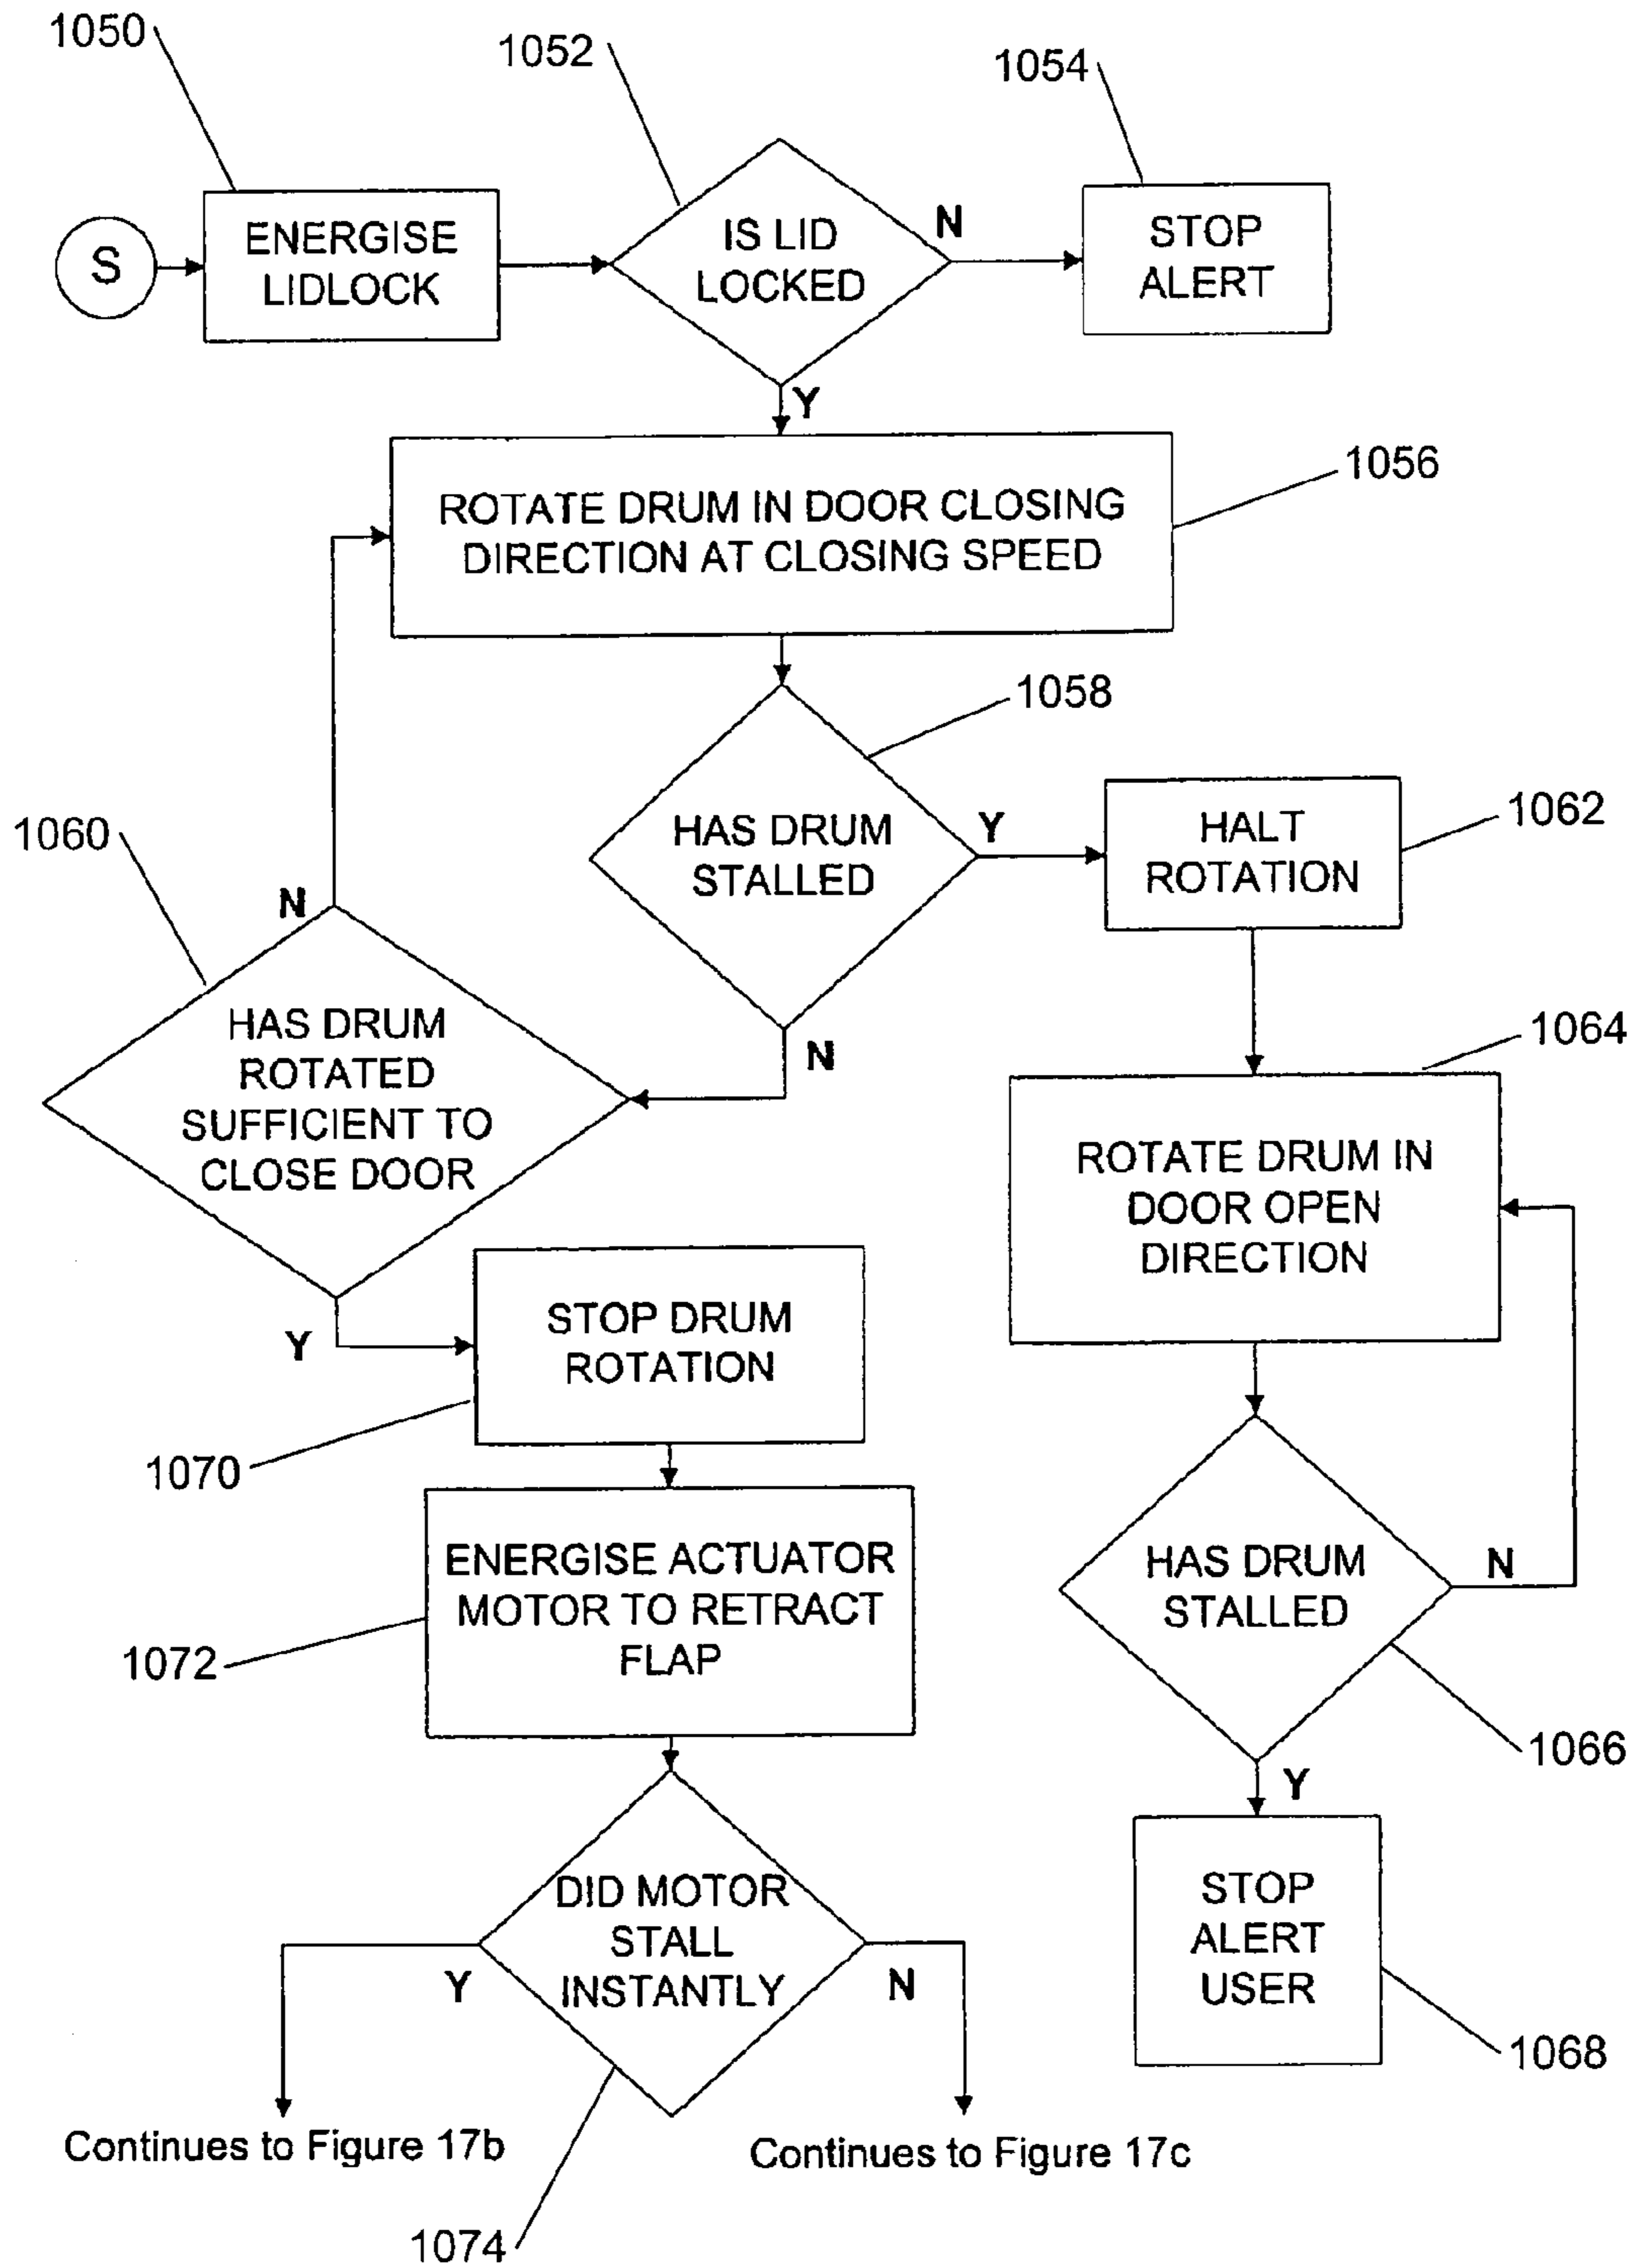 1050
1052
1054
S
ENERGISE
LIDLOCK
IS LID
LOCKED
N
STOP
ALERT
Y
1056
ROTATE DRUM IN DOOR CLOSING
DIRECTION AT CLOSING SPEED
1058
HAS DRUM
STALLED
Y
HALT
ROTATION
1062
1060
N
HAS DRUM
ROTATED
SUFFICIENT TO
CLOSE DOOR
N
1064
ROTATE DRUM IN
DOOR OPEN
DIRECTION
Y
STOP DRUM
ROTATION
1070
ENERGISE ACTUATOR
MOTOR TO RETRACT
FLAP
1072
HAS DRUM
STALLED
N
1066
Y
DID MOTOR
STALL
INSTANTLY
Y
N
STOP
ALERT
USER
1068
Continues to Figure 17b
Continues to Figure 17c
1074